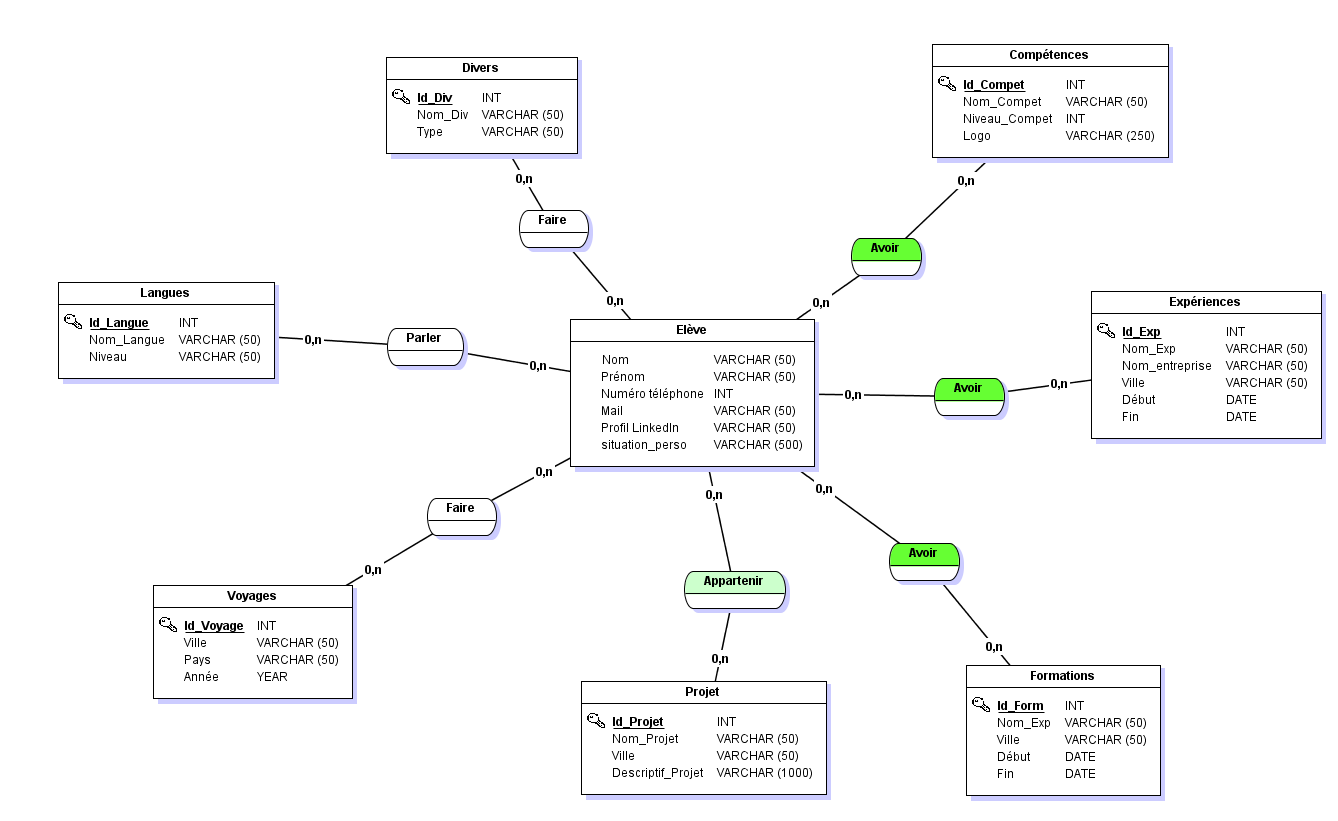 Divers
Id_Div INT
Nom_Div VARCHAR (50)
Type VARCHAR (50)
0,n
Faire
0,n
Compétences
Id_Compet INT
Nom_Compet VARCHAR (50)
Niveau_Compet INT
Logo VARCHAR (250)
0,n
Avoir
0,n
Langues
Id_Langue INT
Nom_Langue VARCHAR (50)
Niveau VARCHAR (50)
0,n
Parler
0,n
Elève
Nom VARCHAR (50)
Prénom VARCHAR (50)
Numéro téléphone INT
Mail VARCHAR (50)
Profil LinkedIn VARCHAR (50)
situation_perso VARCHAR (500)
0,n
Avoir
0,n
Expériences
Id_Exp INT
Nom_Exp VARCHAR (50)
Nom_entreprise VARCHAR (50)
Ville VARCHAR (50)
Début DATE
Fin DATE
0,n
Faire
0,n
Voyages
Id_Voyage INT
Ville VARCHAR (50)
Pays VARCHAR (50)
Année YEAR
0,n
Appartenir
0,n
Projet
Id_Projet INT
Nom_Projet VARCHAR (50)
Ville VARCHAR (50)
Descriptif_Projet VARCHAR (1000)
0,n
Avoir
0,n
Formations
Id_Form INT
Nom_Exp VARCHAR (50)
Ville VARCHAR (50)
Début DATE
Fin DATE